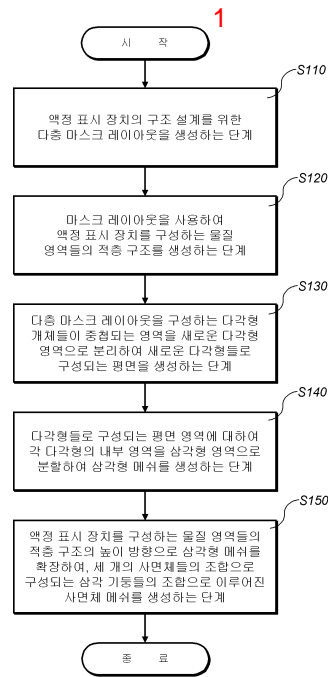 1
시 작
S110
액정 표시 장치의 구조 설계를 위한
다층 마스크 레이아웃을 생성하는 단계
S120
마스크 레이아웃을 사용하여
액정 표시 장치를 구성하는 물질
영역들의 적층 구조를 생성하는 단계
S130
다층 마스크 레이아웃을 구성하는 다각형
개체들이 중첩되는 영역을 새로운 다각형
영역으로 분리하여 새로운 다각형들로
구성되는 평면을 생성하는 단계
S140
다각형들로 구성되는 평면 영역에 대하여
각 다각형의 내부 영역을 삼각형 영역으로
분할하여 삼각형 메쉬를 생성하는 단계
S150
액정 표시 장치를 구성하는 물질 영역들의
적층 구조의 높이 방향으로 삼각형 메쉬를
확장하여, 세 개의 사면체들의 조합으로
구성되는 삼각 기둥들의 조합으로 이루어진
사면체 메쉬를 생성하는 단계
종 료